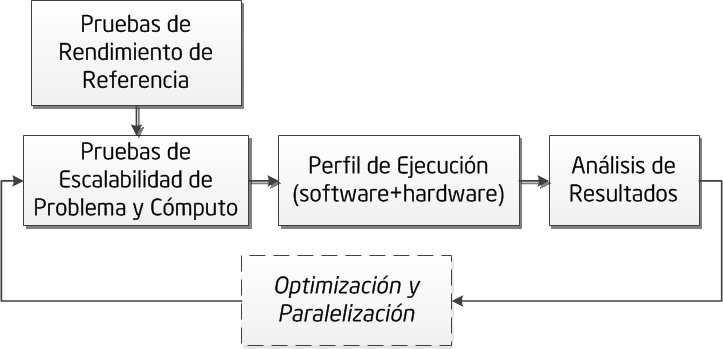 Pruebas de
Rendimiento de
Referencia
Pruebas de
Escalabilidad de
Problema y Cómputo
Perfil de Ejecución
(software+hardware)
Análisis de
Resultados
Optimización y
Paralelización